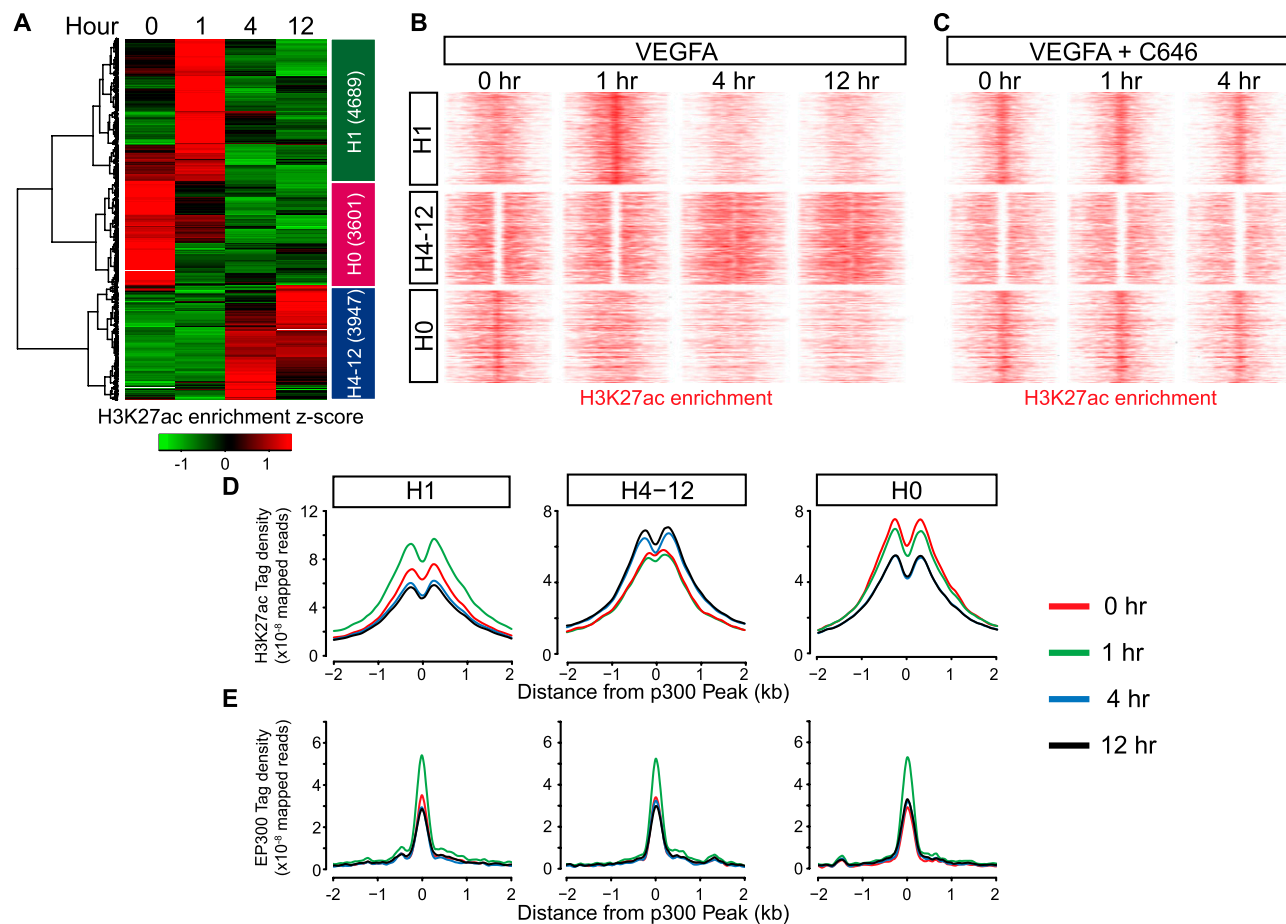 A
Hour 0 1 4 12
H1 (4689)
H0 (3601)
H4-12 (3947)
H3K27ac enrichment z-score
-1 0 1
B
VEGFA
0 hr 1 hr 4 hr 12 hr
H1
H4-12
H0
H3K27ac enrichment
C
VEGFA + C646
0 hr 1 hr 4 hr
H3K27ac enrichment
D
H1 H4−12 H0
H3K27ac Tag density
(x10⁻⁸ mapped reads)
12
8
4
0
−2 −1 0 1 2
8
4
0
−2 −1 0 1 2
8
4
0
−2 −1 0 1 2
Distance from p300 Peak (kb)
E
EP300 Tag density
(x10⁻⁸ mapped reads)
6
4
2
0
−2 −1 0 1 2
6
4
2
0
−2 −1 0 1 2
6
4
2
0
−2 −1 0 1 2
Distance from p300 Peak (kb)
0 hr
1 hr
4 hr
12 hr